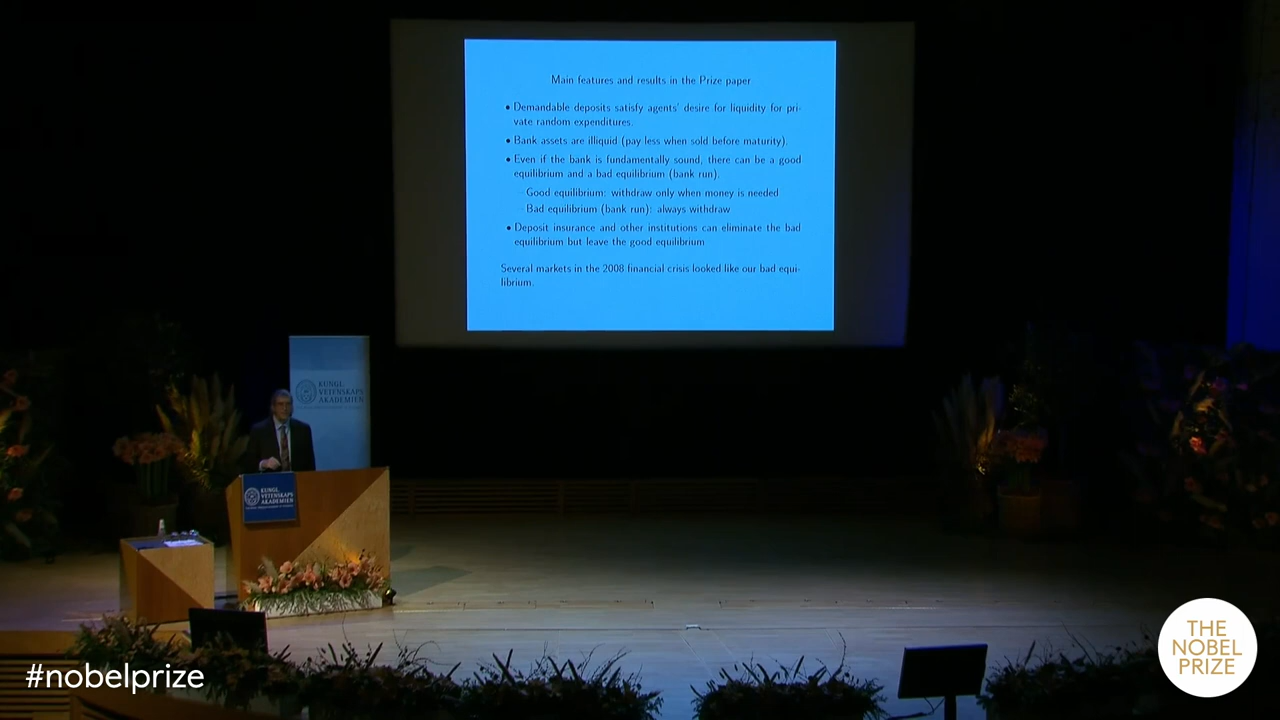 Main features and results in the Prize paper
• Demandable deposits satisfy agents' desire for liquidity for pri-
vate random expenditures.
• Bank assets are illiquid (pay less when sold before maturity).
• Even if the bank is fundamentally sound, there can be a good
equilibrium and a bad equilibrium (bank run).
Good equilibrium: withdraw only when money is needed
Bad equilibrium (bank run): always withdraw
• Deposit insurance and other institutions can eliminate the bad
equilibrium but leave the good equilibrium
Several markets in the 2008 financial crisis looked like our bad equi-
librium.
KUNGL.
VETENSKAPS
AKADEMIEN
KUNGL.
VETENSKAPS
AKADEMIEN
#nobelprize
THE
NOBEL
PRIZE